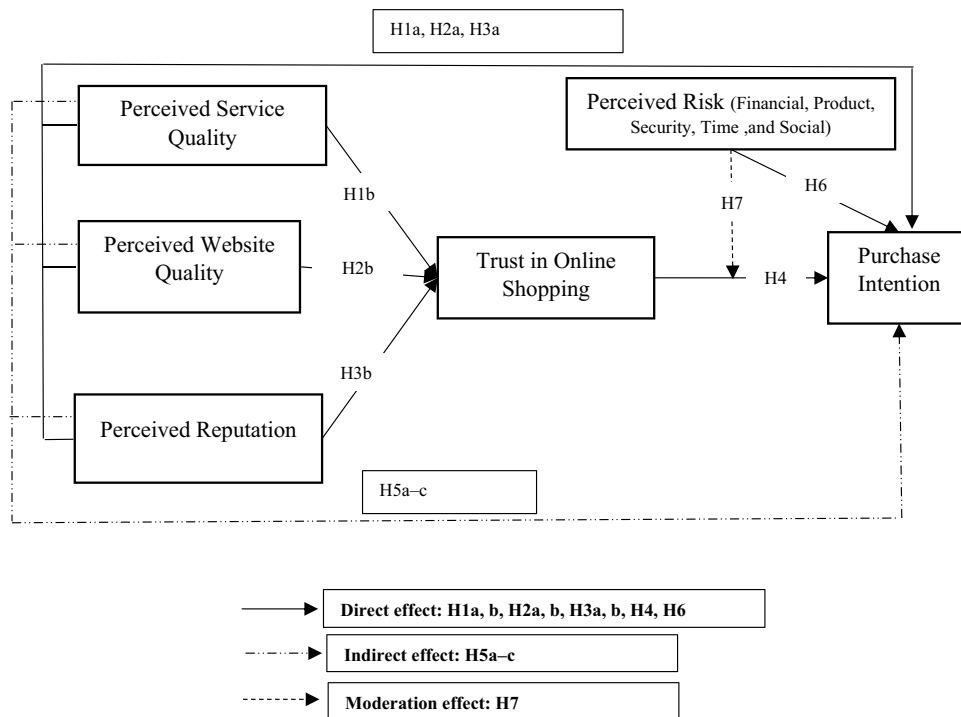 H1a, H2a, H3a
Perceived Service
Quality
Perceived Risk (Financial, Product,
Security, Time ,and Social)
H1b
H6
H7
Perceived Website
Quality
H2b
Trust in Online
Shopping
H4
Purchase
Intention
H3b
Perceived Reputation
H5a–c
Direct effect: H1a, b, H2a, b, H3a, b, H4, H6
Indirect effect: H5a–c
Moderation effect: H7